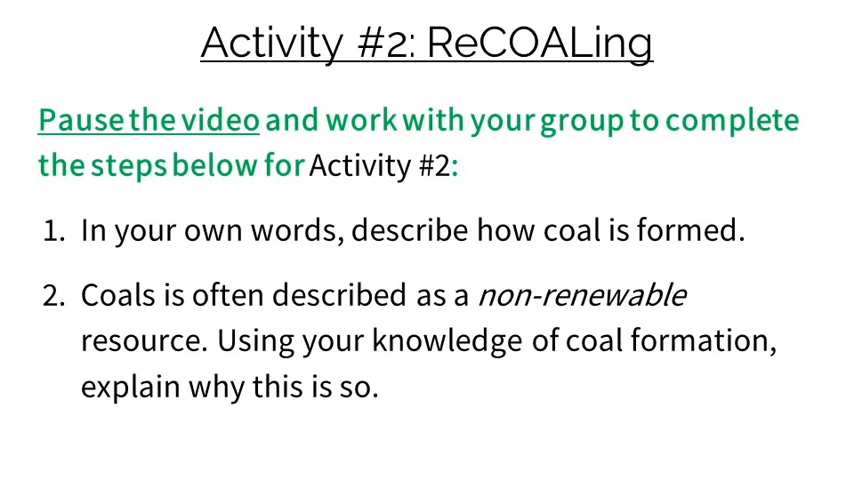 Activity #2: ReCOALing
Pause the video and work with your group to complete
the steps below for Activity #2:
1. In your own words, describe how coal is formed.
2. Coals is often described as a non-renewable
resource. Using your knowledge of coal formation,
explain why this is so.